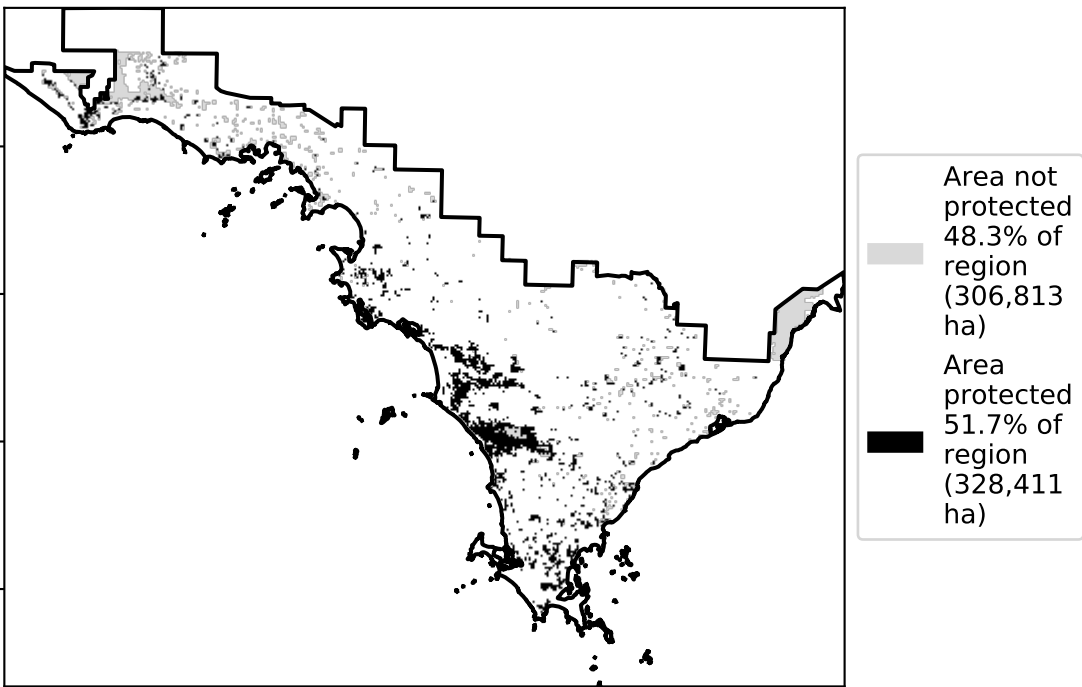 Area not
protected
48.3% of
region
(306,813
ha)
Area
protected
51.7% of
region
(328,411
ha)